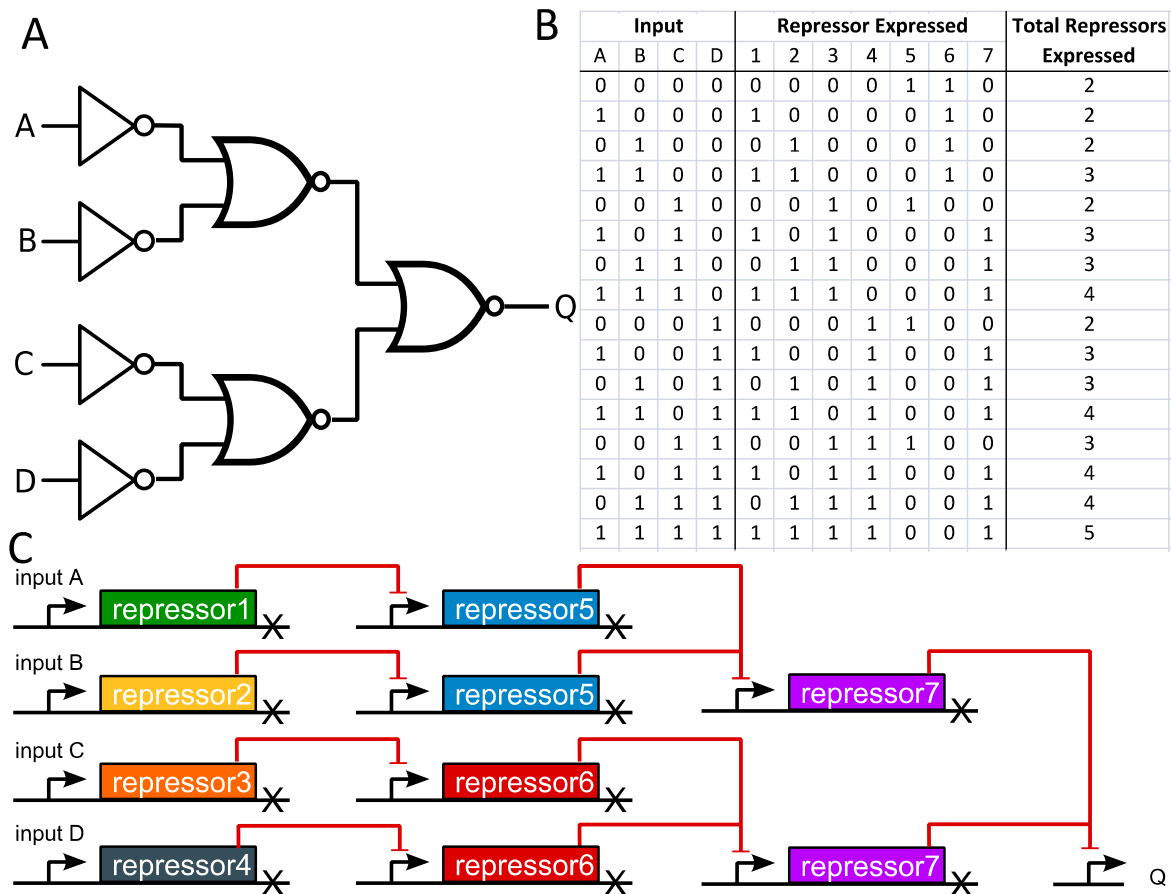 A
A
B
C
D
Q
B
Input Repressor Expressed Total Repressors
A B C D 1 2 3 4 5 6 7 Expressed
0 0 0 0 0 0 0 0 1 1 0 2
1 0 0 0 1 0 0 0 0 1 0 2
0 1 0 0 0 1 0 0 0 1 0 2
1 1 0 0 1 1 0 0 0 1 0 3
0 0 1 0 0 0 1 0 1 0 0 2
1 0 1 0 1 0 1 0 0 0 1 3
0 1 1 0 0 1 1 0 0 0 1 3
1 1 1 0 1 1 1 0 0 0 1 4
0 0 0 1 0 0 0 1 1 0 0 2
1 0 0 1 1 0 0 1 0 0 1 3
0 1 0 1 0 1 0 1 0 0 1 3
1 1 0 1 1 1 0 1 0 0 1 4
0 0 1 1 0 0 1 1 1 0 0 3
1 0 1 1 1 0 1 1 0 0 1 4
0 1 1 1 0 1 1 1 0 0 1 4
1 1 1 1 1 1 1 1 0 0 1 5
C
input A
repressor1 repressor5
input B
repressor2 repressor5 repressor7
input C
repressor3 repressor6
input D
repressor4 repressor6 repressor7 Q